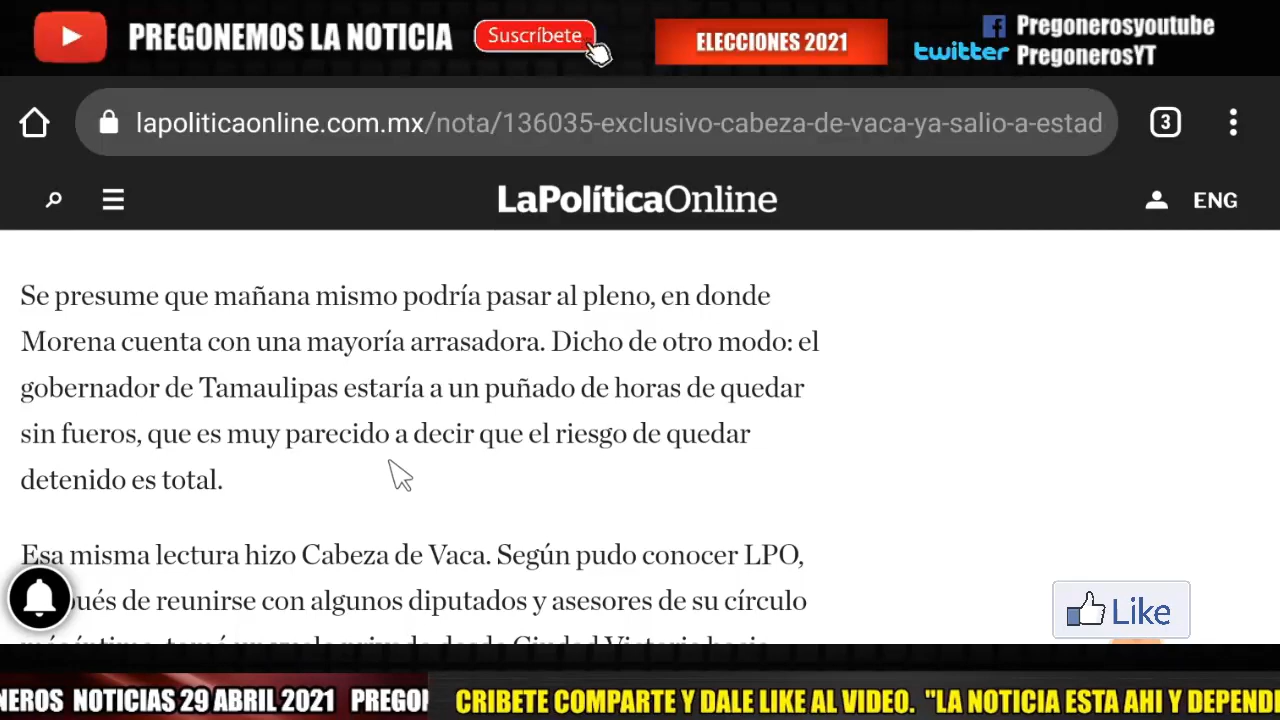 PREGONEMOS LA NOTICIA
Suscríbete
ELECCIONES 2021
Pregonerosyoutube
twitter PregonerosYT
lapoliticaonline.com.mx/nota/136035-exclusivo-cabeza-de-vaca-ya-salio-a-estad
3
LaPolíticaOnline
ENG
Se presume que mañana mismo podría pasar al pleno, en donde
Morena cuenta con una mayoría arrasadora. Dicho de otro modo: el
gobernador de Tamaulipas estaría a un puñado de horas de quedar
sin fueros, que es muy parecido a decir que el riesgo de quedar
detenido es total.
Esa misma lectura hizo Cabeza de Vaca. Según pudo conocer LPO,
pués de reunirse con algunos diputados y asesores de su círculo
Like
NEROS NOTICIAS 29 ABRIL 2021 PREGO
CRIBETE COMPARTE Y DALE LIKE AL VIDEO. "LA NOTICIA ESTA AHI Y DEPENDE